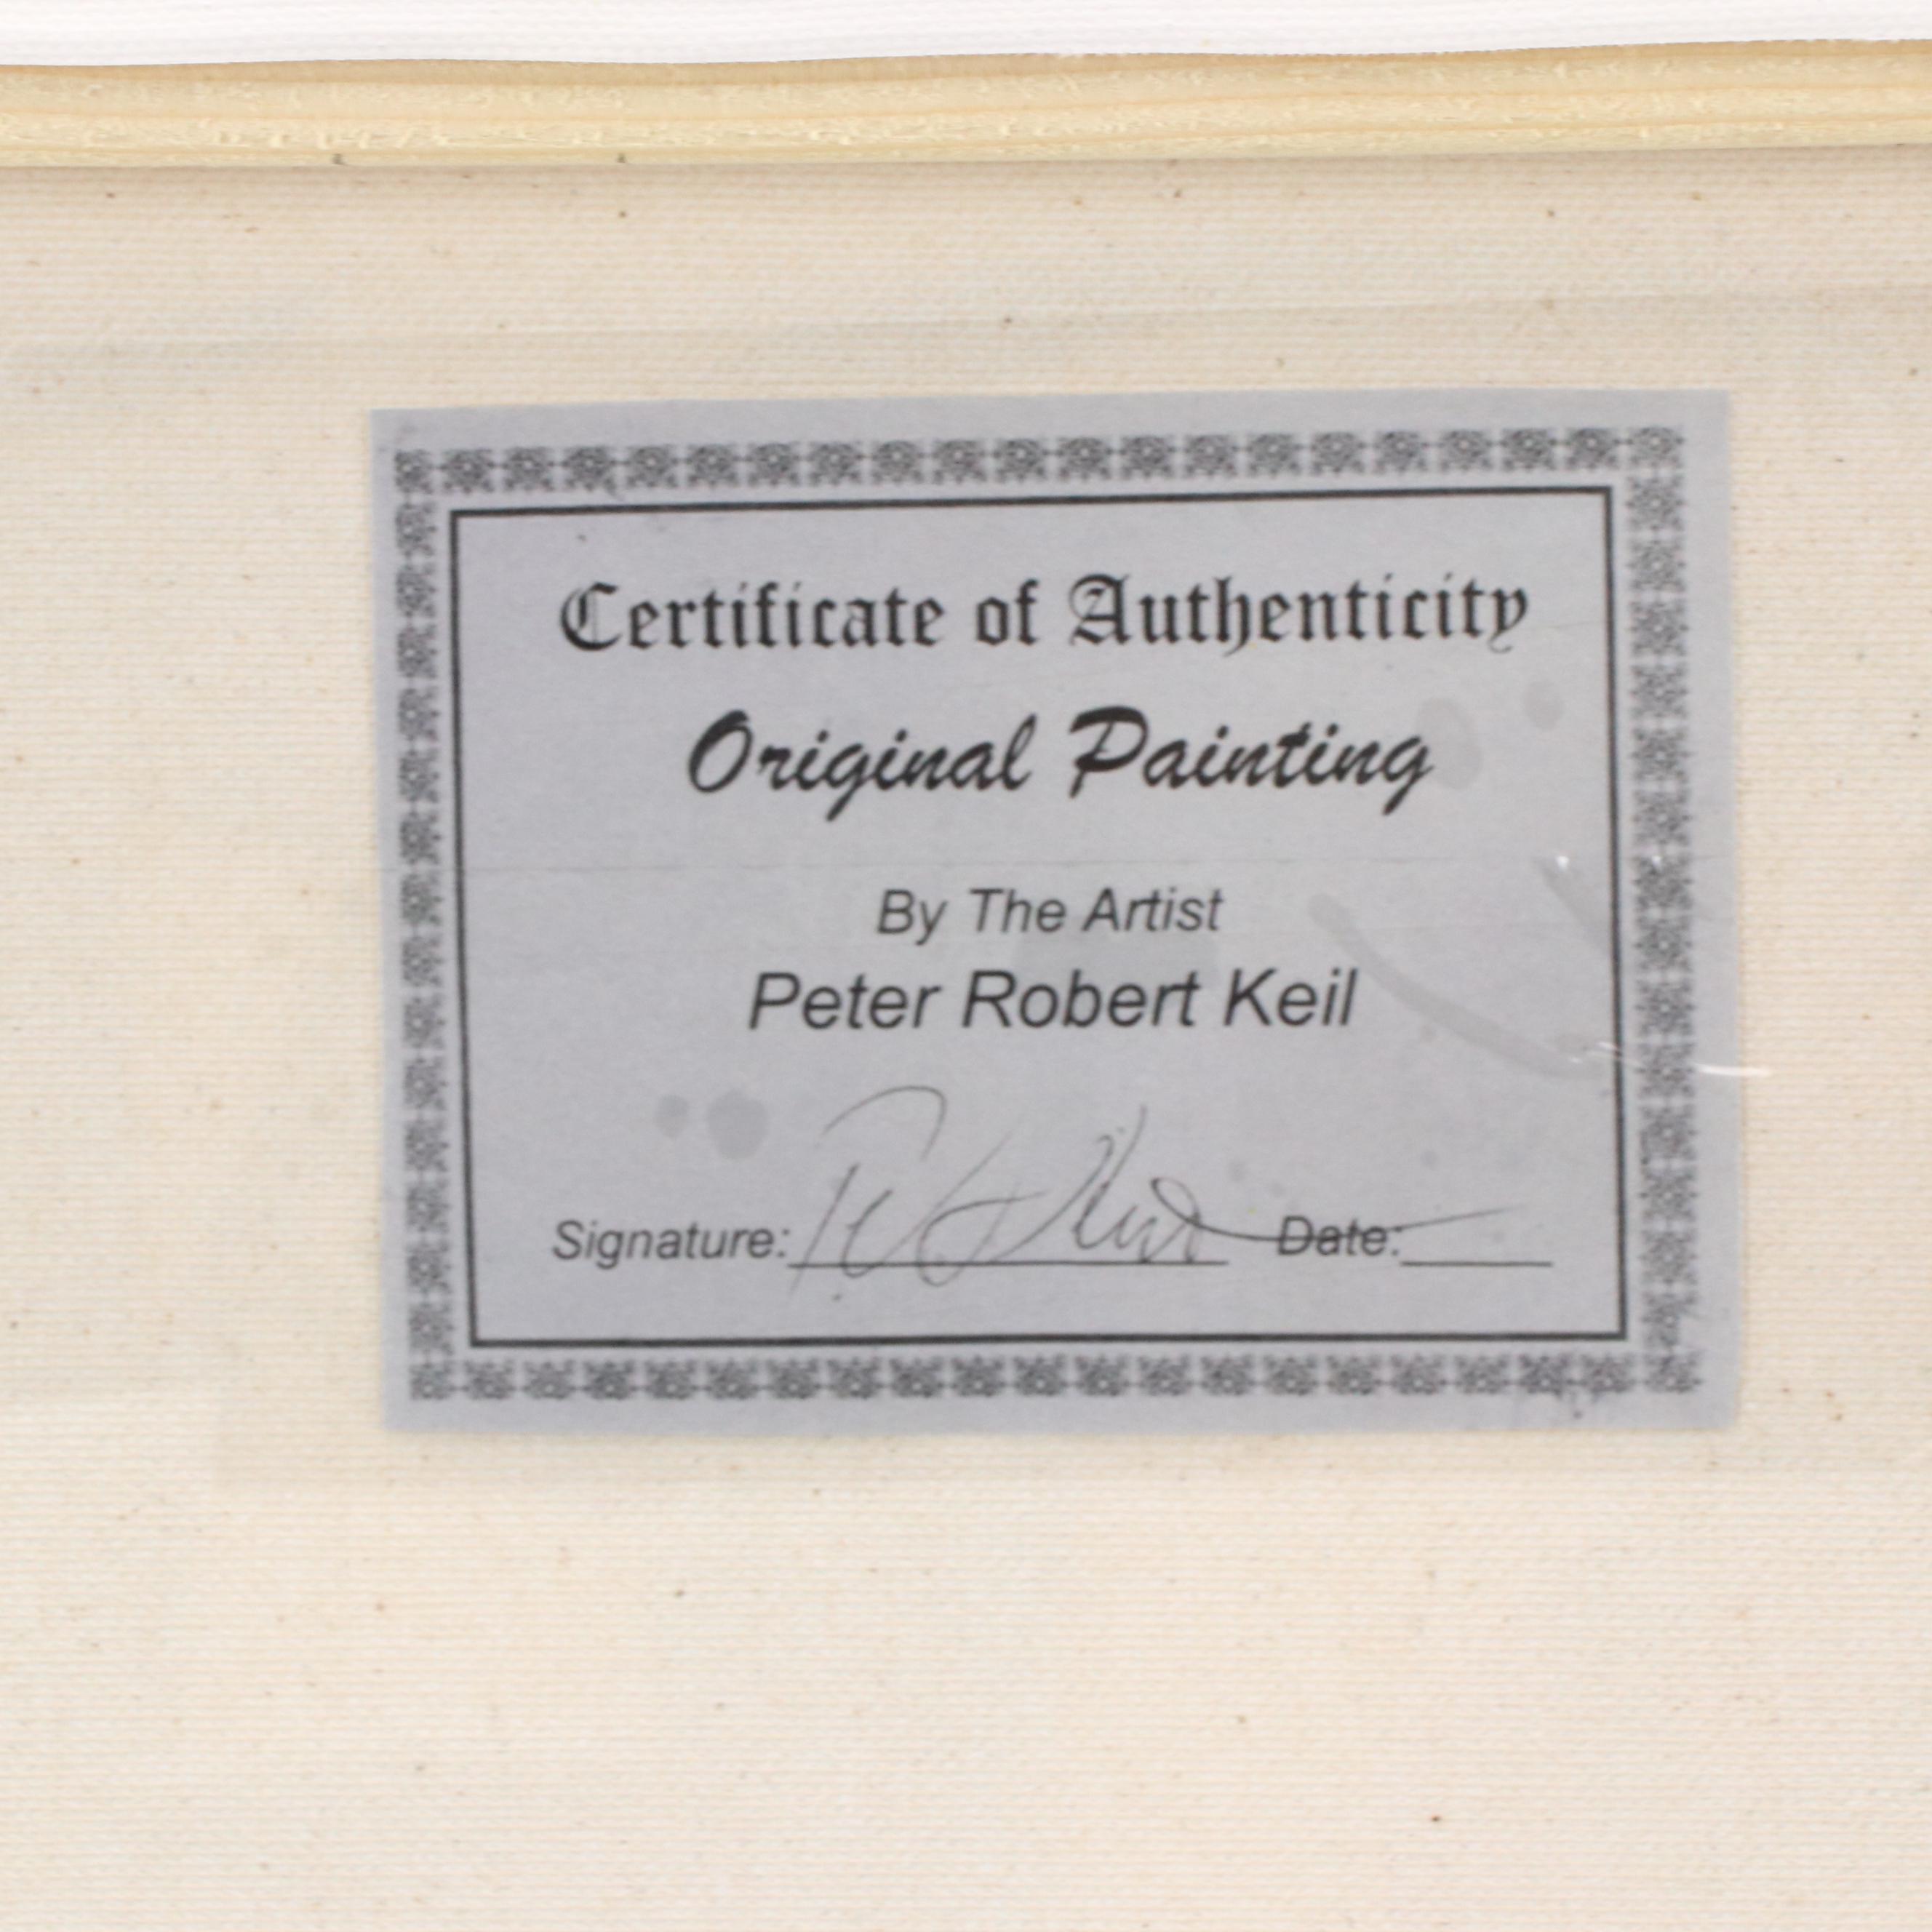 Certificate of Authenticity
Original Painting
By The Artist
Peter Robert Keil
Signature: Date: